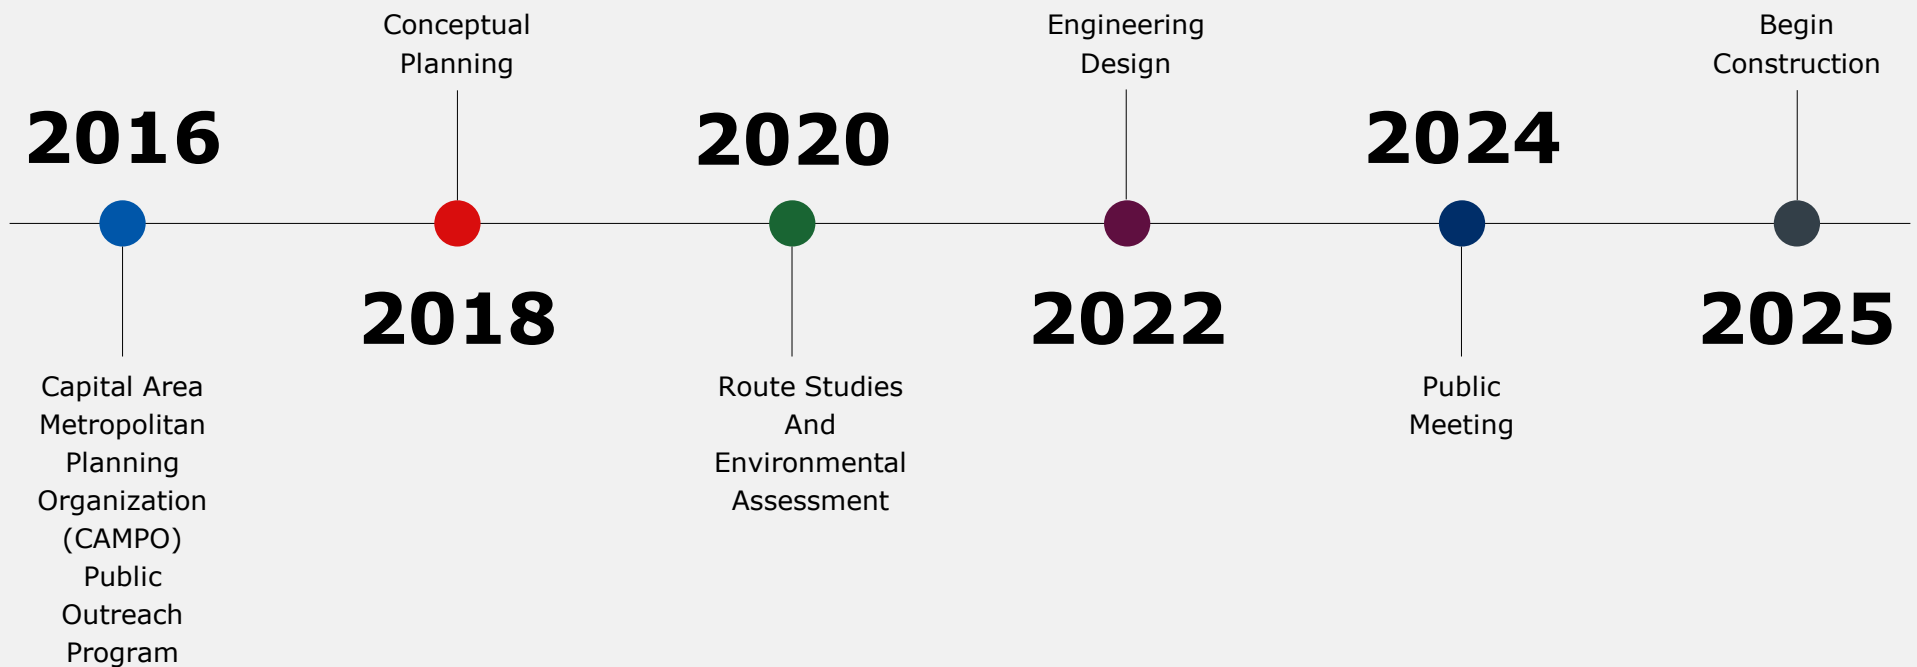 2016
Capital Area
Metropolitan
Planning
Organization
(CAMPO)
Public
Outreach
Program
Conceptual
Planning
2018
2020
Route Studies
And
Environmental
Assessment
Engineering
Design
2022
2024
Public
Meeting
Begin
Construction
2025